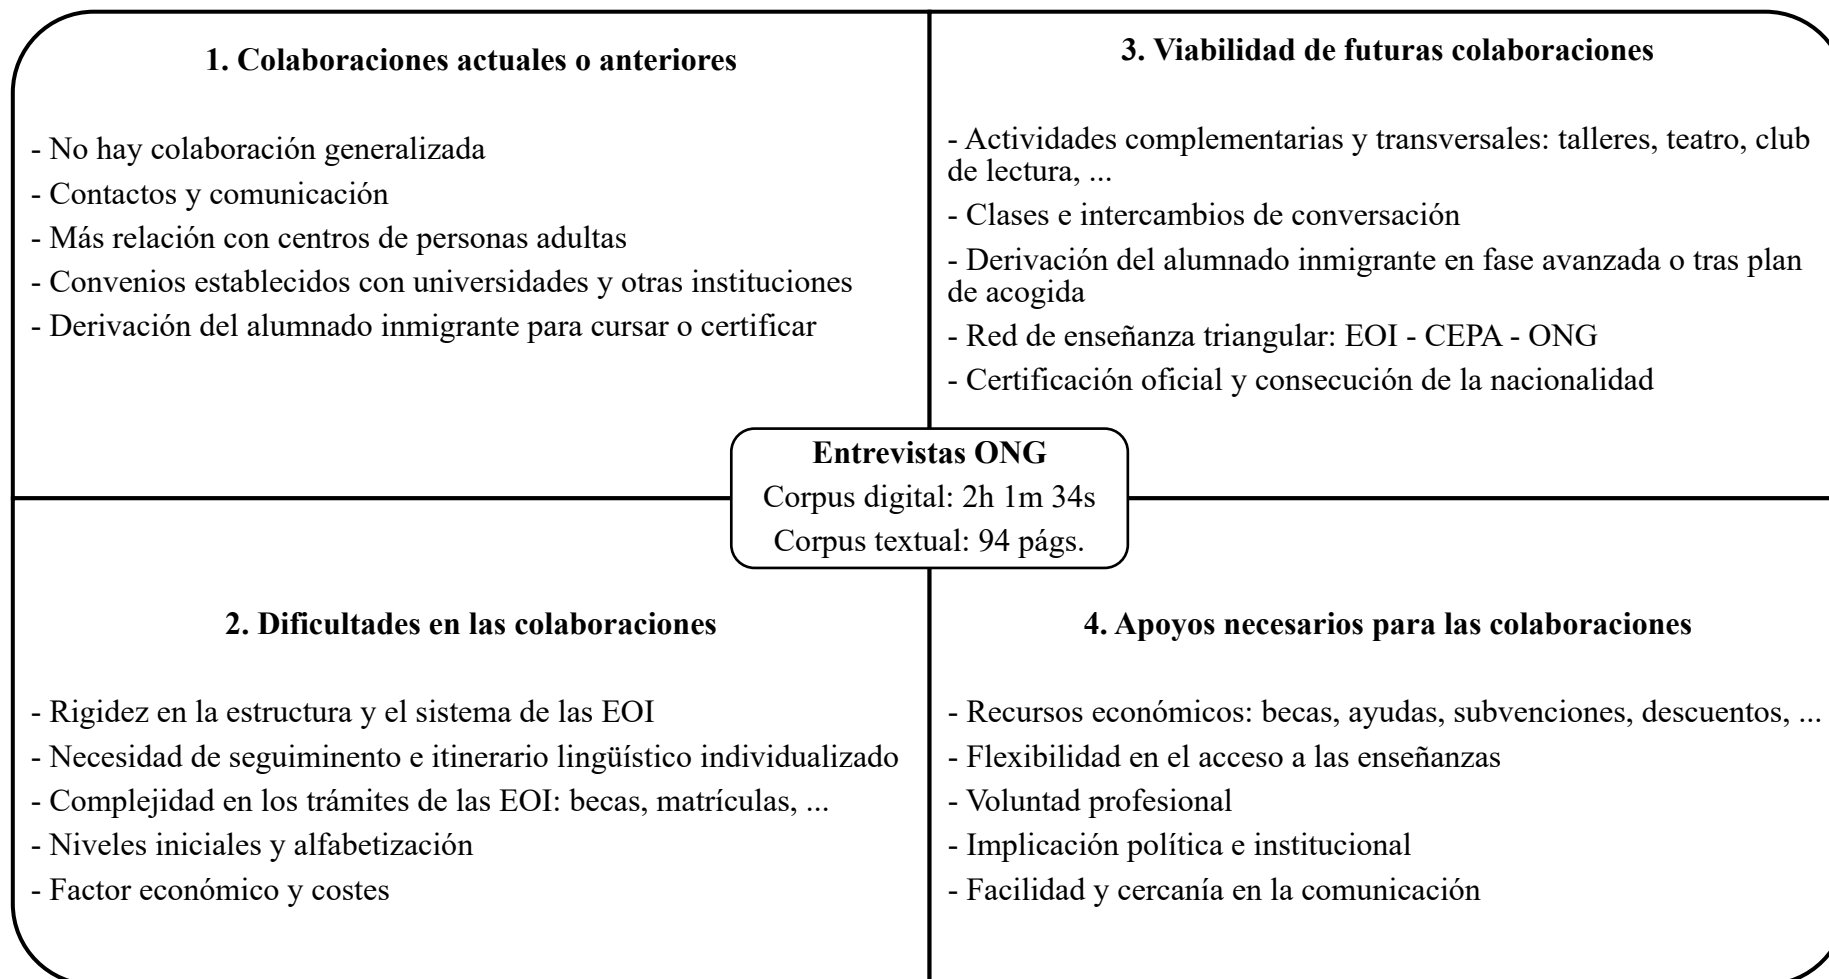 1. Colaboraciones actuales o anteriores
- No hay colaboración generalizada
- Contactos y comunicación
- Más relación con centros de personas adultas
- Convenios establecidos con universidades y otras instituciones
- Derivación del alumnado inmigrante para cursar o certificar
3. Viabilidad de futuras colaboraciones
- Actividades complementarias y transversales: talleres, teatro, club
de lectura, ...
- Clases e intercambios de conversación
- Derivación del alumnado inmigrante en fase avanzada o tras plan
de acogida
- Red de enseñanza triangular: EOI - CEPA - ONG
- Certificación oficial y consecución de la nacionalidad
Entrevistas ONG
Corpus digital: 2h 1m 34s
Corpus textual: 94 págs.
2. Dificultades en las colaboraciones
- Rigidez en la estructura y el sistema de las EOI
- Necesidad de seguiminento e itinerario lingüístico individualizado
- Complejidad en los trámites de las EOI: becas, matrículas, ...
- Niveles iniciales y alfabetización
- Factor económico y costes
4. Apoyos necesarios para las colaboraciones
- Recursos económicos: becas, ayudas, subvenciones, descuentos, ...
- Flexibilidad en el acceso a las enseñanzas
- Voluntad profesional
- Implicación política e institucional
- Facilidad y cercanía en la comunicación